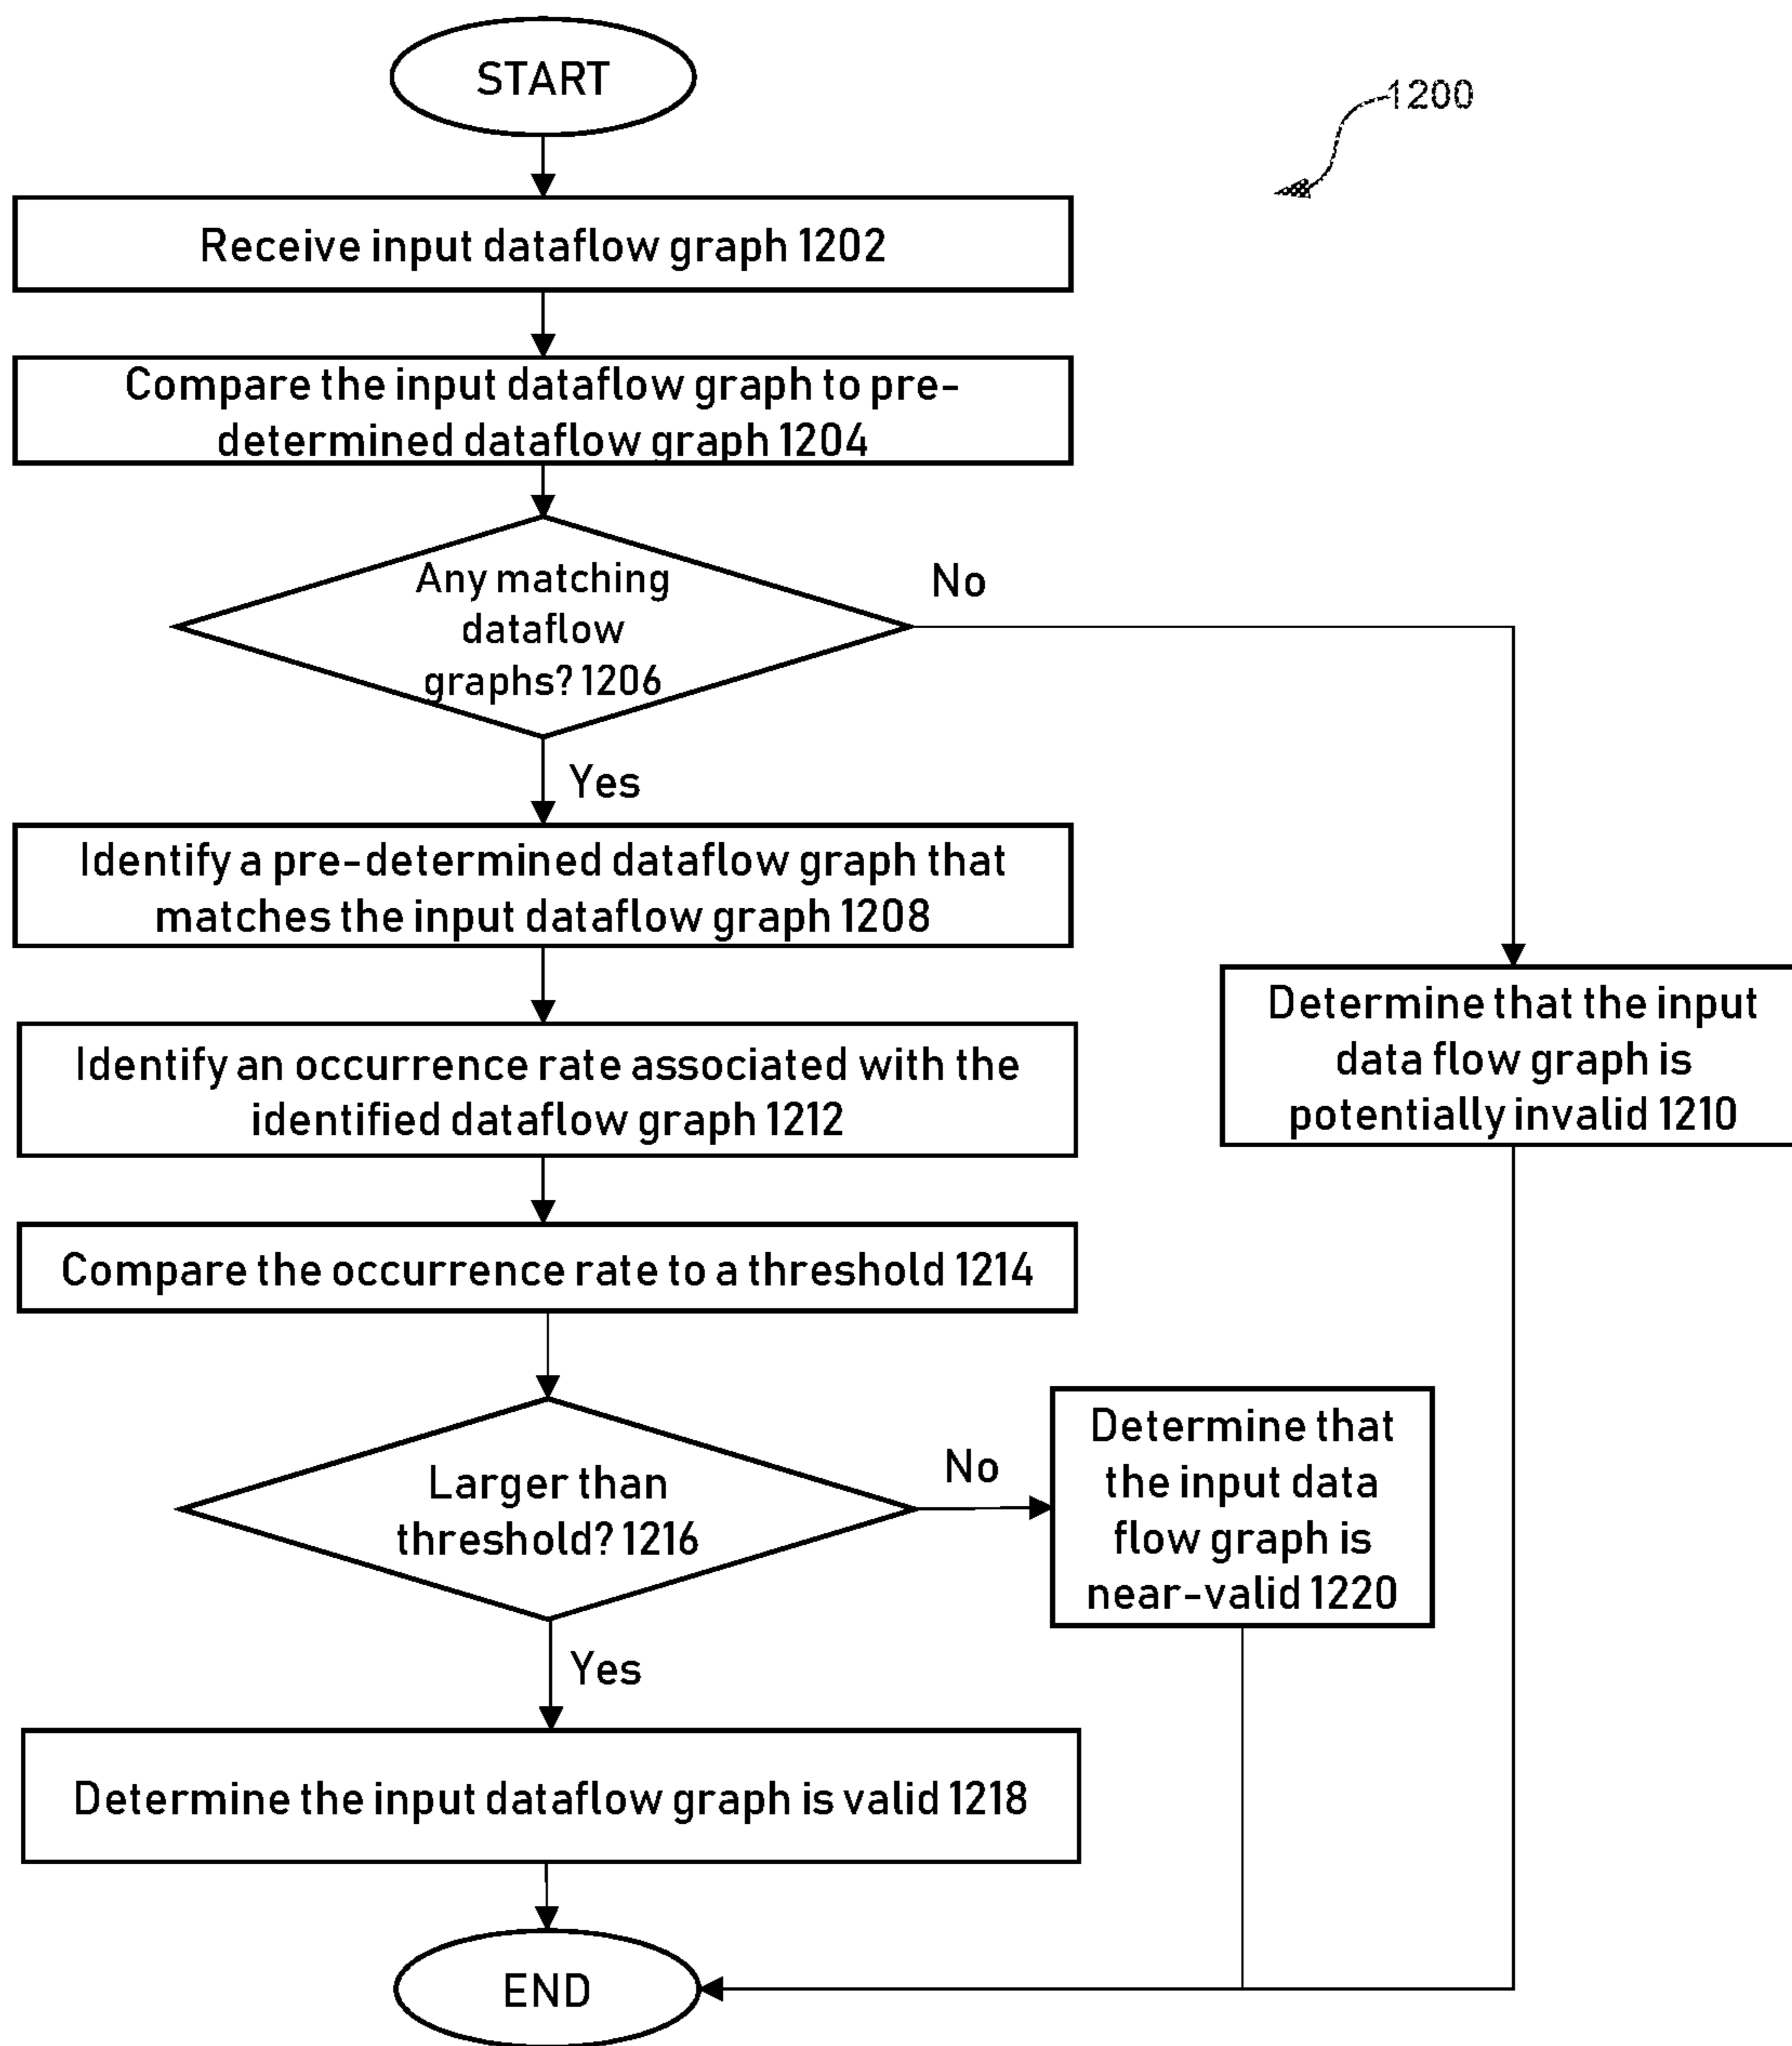 START
1200
Receive input dataflow graph 1202
Compare the input dataflow graph to pre-
determined dataflow graph 1204
Any matching
dataflow
graphs? 1206
No
Yes
Identify a pre-determined dataflow graph that
matches the input dataflow graph 1208
Determine that the input
data flow graph is
potentially invalid 1210
Identify an occurrence rate associated with the
identified dataflow graph 1212
Compare the occurrence rate to a threshold 1214
Larger than
threshold? 1216
No
Determine that
the input data
flow graph is
near-valid 1220
Yes
Determine the input dataflow graph is valid 1218
END